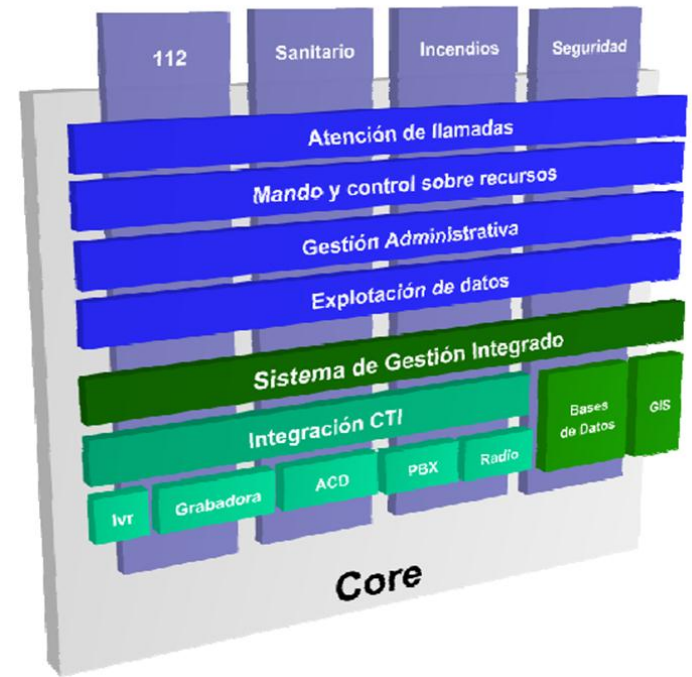 112
Sanitario
Incendios
Seguridad
Atención de llamadas
Mando y control sobre recursos
Gestión Administrativa
Explotación de datos
Sistema de Gestión Integrado
Integración CTI
Bases
de Datos
GIS
Ivr
Grabadora
ACD
PBX
Radio
Core